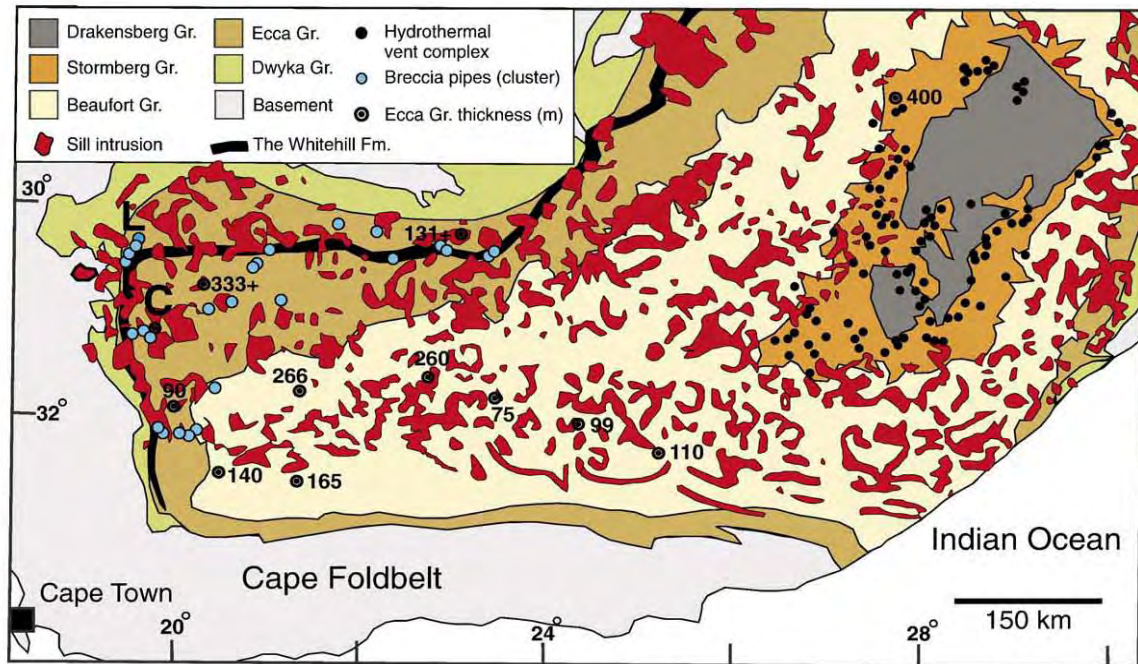 Drakensberg Gr.
Stormberg Gr.
Beaufort Gr.
Sill intrusion
Ecca Gr.
Dwyka Gr.
Basement
The Whitehill Fm.
Hydrothermal
vent complex
Breccia pipes (cluster)
Ecca Gr. thickness (m)
400
30°
L
131+
333+
C
266
260
90
32°
75
99
110
140
165
Indian Ocean
Cape Foldbelt
Cape Town
150 km
20°
24°
28°